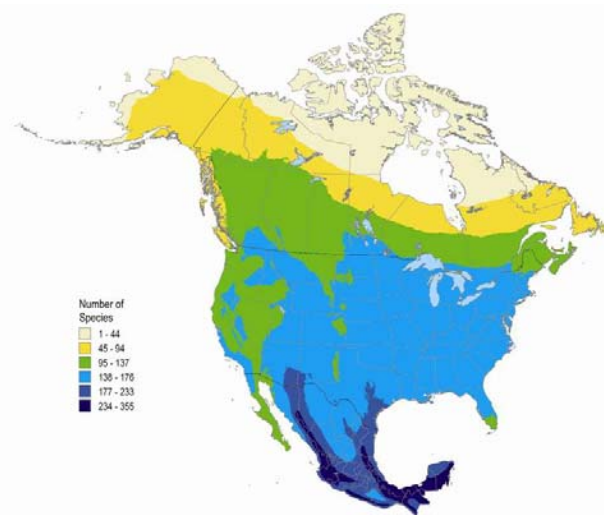 Number of
Species
1 - 44
45 - 94
95 - 137
138 - 176
177 - 233
234 - 355